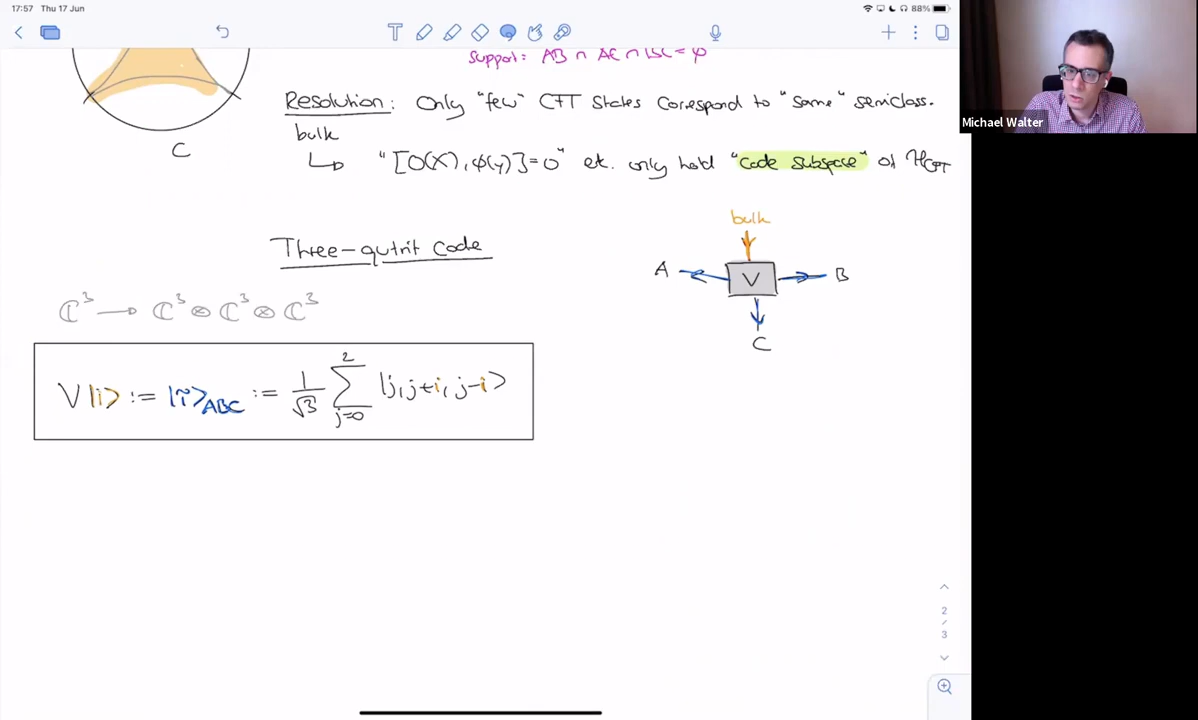 17:57 Thu 17 Jun
88%
Support: AB ∩ AC ∩ BC = φ
Resolution: Only "few" CFT states correspond to "same" semiclass.
bulk
↳ "[O(X), φ(y)] = 0" etc. only hold "code subspace" of H_CFT
C
Michael Walter
bulk
A V B
C
Three-qutrit code
ℂ³ → ℂ³ ⊗ ℂ³ ⊗ ℂ³
V|i⟩ := |ĩ⟩_ABC := 1/√3 ∑_{j=0}^{2} |j, j+i, j-i⟩
2
/
3